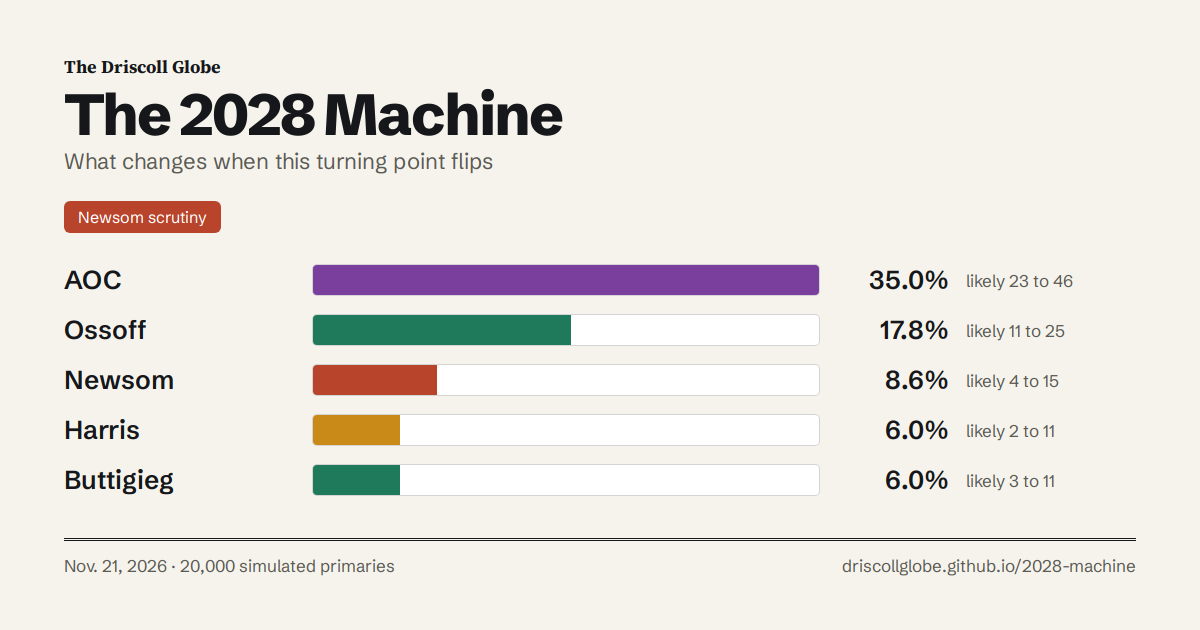 The Driscoll Globe
The 2028 Machine
What changes when this turning point flips
Newsom scrutiny
AOC 35.0% likely 23 to 46
Ossoff 17.8% likely 11 to 25
Newsom 8.6% likely 4 to 15
Harris 6.0% likely 2 to 11
Buttigieg 6.0% likely 3 to 11
Nov. 21, 2026 · 20,000 simulated primaries driscollglobe.github.io/2028-machine